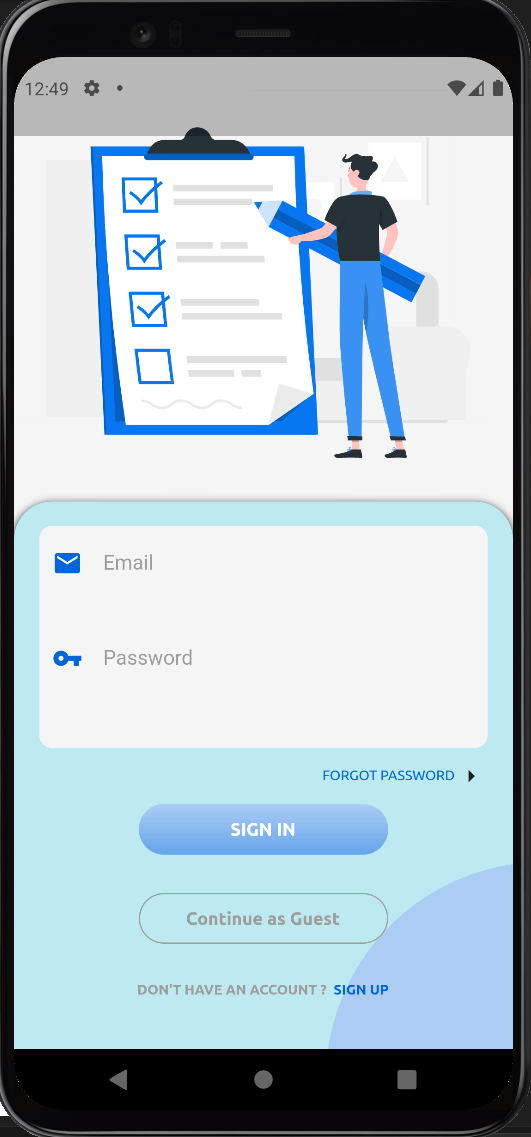 12:49
Email
Password
FORGOT PASSWORD
SIGN IN
Continue as Guest
DON'T HAVE AN ACCOUNT ? SIGN UP